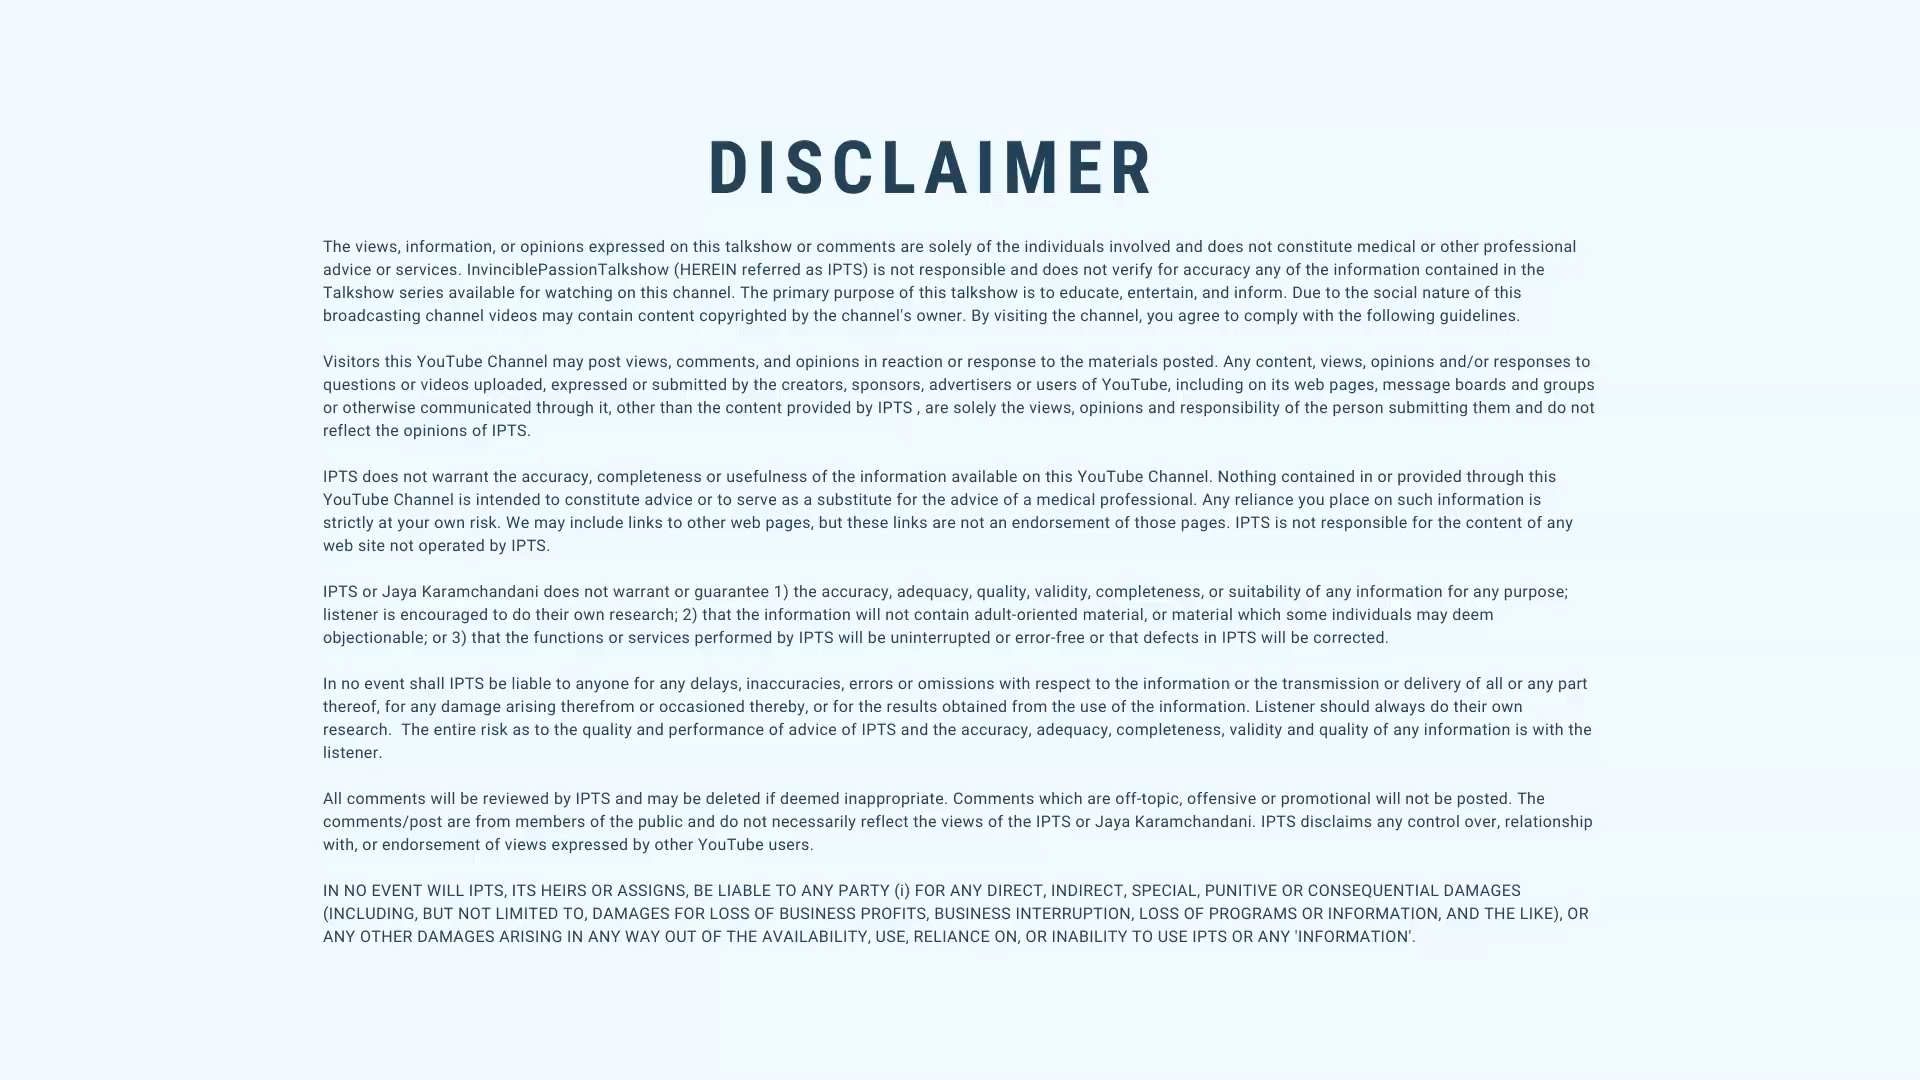 DISCLAIMER
The views, information, or opinions expressed on this talkshow or comments are solely of the individuals involved and does not constitute medical or other professional
advice or services. InvinciblePassionTalkshow (HEREIN referred as IPTS) is not responsible and does not verify for accuracy any of the information contained in the
Talkshow series available for watching on this channel. The primary purpose of this talkshow is to educate, entertain, and inform. Due to the social nature of this
broadcasting channel videos may contain content copyrighted by the channel's owner. By visiting the channel, you agree to comply with the following guidelines.
Visitors this YouTube Channel may post views, comments, and opinions in reaction or response to the materials posted. Any content, views, opinions and/or responses to
questions or videos uploaded, expressed or submitted by the creators, sponsors, advertisers or users of YouTube, including on its web pages, message boards and groups
or otherwise communicated through it, other than the content provided by IPTS , are solely the views, opinions and responsibility of the person submitting them and do not
reflect the opinions of IPTS.
IPTS does not warrant the accuracy, completeness or usefulness of the information available on this YouTube Channel. Nothing contained in or provided through this
YouTube Channel is intended to constitute advice or to serve as a substitute for the advice of a medical professional. Any reliance you place on such information is
strictly at your own risk. We may include links to other web pages, but these links are not an endorsement of those pages. IPTS is not responsible for the content of any
web site not operated by IPTS.
IPTS or Jaya Karamchandani does not warrant or guarantee 1) the accuracy, adequacy, quality, validity, completeness, or suitability of any information for any purpose;
listener is encouraged to do their own research; 2) that the information will not contain adult-oriented material, or material which some individuals may deem
objectionable; or 3) that the functions or services performed by IPTS will be uninterrupted or error-free or that defects in IPTS will be corrected.
In no event shall IPTS be liable to anyone for any delays, inaccuracies, errors or omissions with respect to the information or the transmission or delivery of all or any part
thereof, for any damage arising therefrom or occasioned thereby, or for the results obtained from the use of the information. Listener should always do their own
research.  The entire risk as to the quality and performance of advice of IPTS and the accuracy, adequacy, completeness, validity and quality of any information is with the
listener.
All comments will be reviewed by IPTS and may be deleted if deemed inappropriate. Comments which are off-topic, offensive or promotional will not be posted. The
comments/post are from members of the public and do not necessarily reflect the views of the IPTS or Jaya Karamchandani. IPTS disclaims any control over, relationship
with, or endorsement of views expressed by other YouTube users.
IN NO EVENT WILL IPTS, ITS HEIRS OR ASSIGNS, BE LIABLE TO ANY PARTY (i) FOR ANY DIRECT, INDIRECT, SPECIAL, PUNITIVE OR CONSEQUENTIAL DAMAGES
(INCLUDING, BUT NOT LIMITED TO, DAMAGES FOR LOSS OF BUSINESS PROFITS, BUSINESS INTERRUPTION, LOSS OF PROGRAMS OR INFORMATION, AND THE LIKE), OR
ANY OTHER DAMAGES ARISING IN ANY WAY OUT OF THE AVAILABILITY, USE, RELIANCE ON, OR INABILITY TO USE IPTS OR ANY 'INFORMATION'.